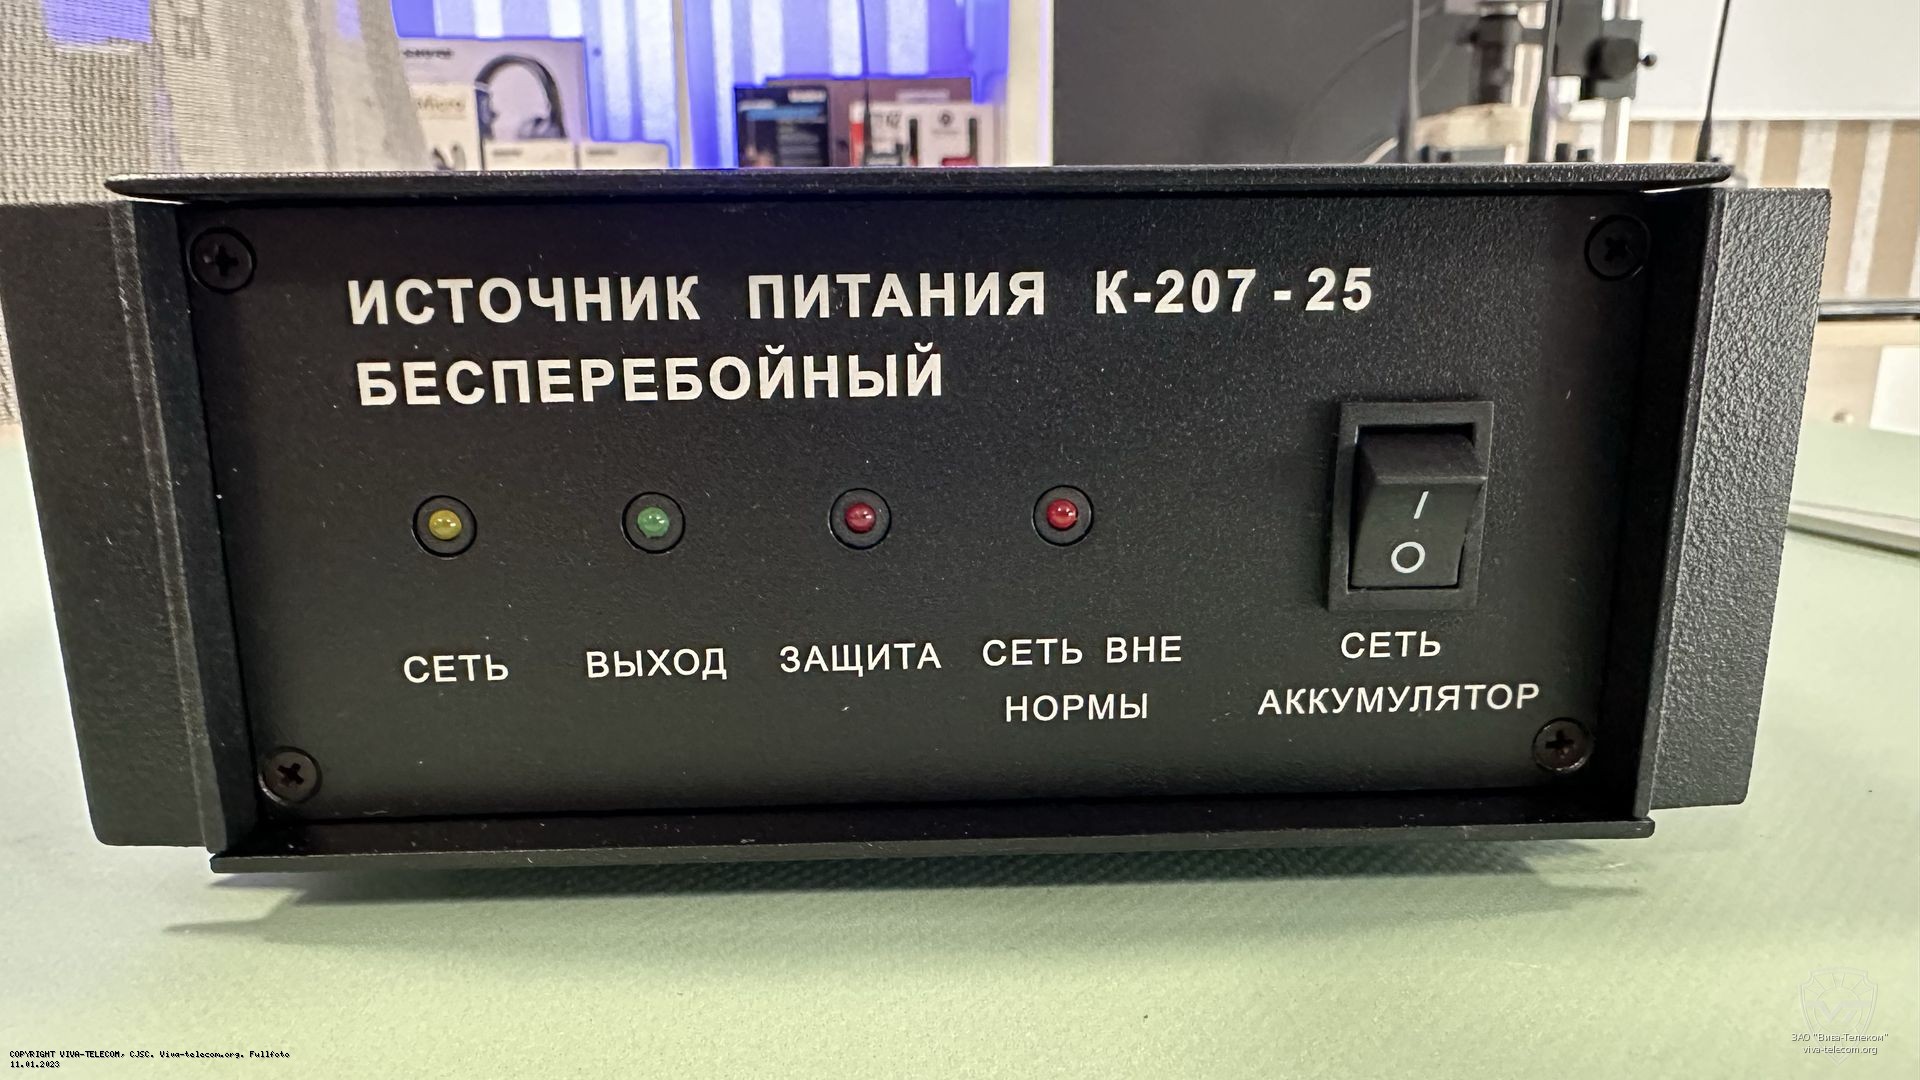 ИСТОЧНИК ПИТАНИЯ К-207-25
БЕСПЕРЕБОЙНЫЙ
I
O
СЕТЬ
ВЫХОД
ЗАЩИТА
СЕТЬ ВНЕ
НОРМЫ
СЕТЬ
АККУМУЛЯТОР
COPYRIGHT VIVA-TELECOM, CJSC. Viva-telecom.org. Fullfoto
11.01.2023
ЗАО "Вива-Телеком"
viva-telecom.org